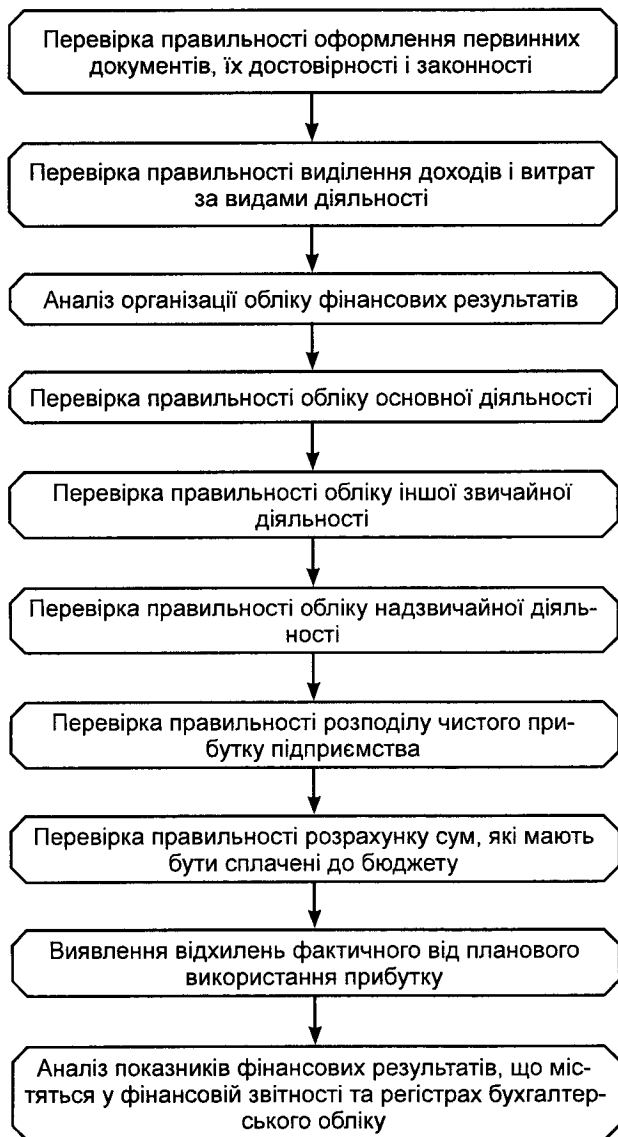 Перевірка правильності оформлення первинних
документів, їх достовірності і законності
Перевірка правильності виділення доходів і витрат
за видами діяльності
Аналіз організації обліку фінансових результатів
Перевірка правильності обліку основної діяльності
Перевірка правильності обліку іншої звичайної
діяльності
Перевірка правильності обліку надзвичайної діяль-
ності
Перевірка правильності розподілу чистого при-
бутку підприємства
Перевірка правильності розрахунку сум, які мають
бути сплачені до бюджету
Виявлення відхилень фактичного від планового
використання прибутку
Аналіз показників фінансових результатів, що міс-
тяться у фінансовій звітності та регістрах бухгалтер-
ського обліку